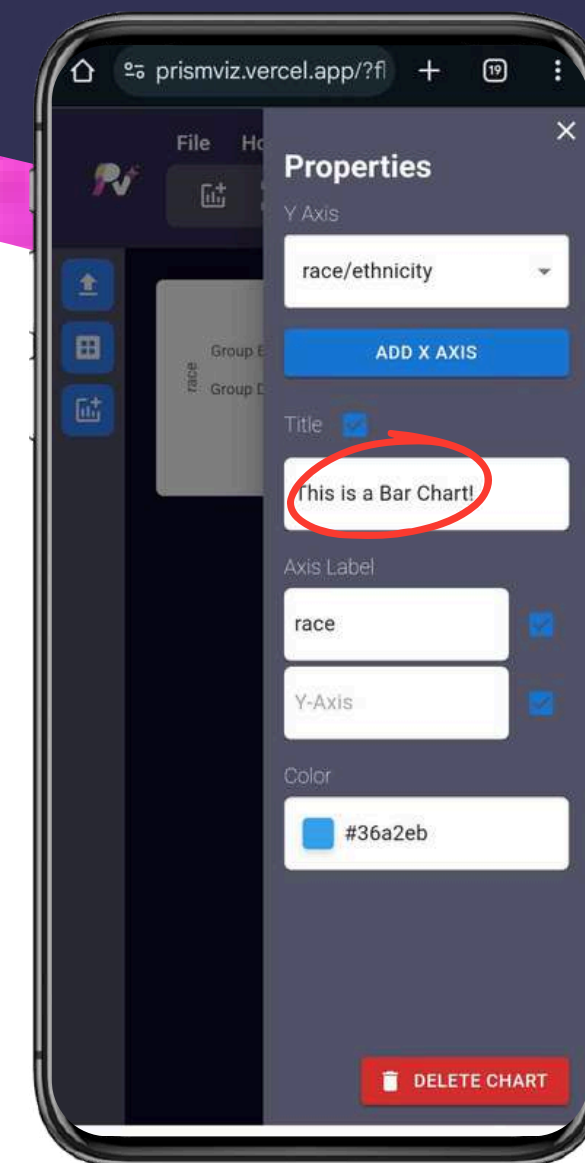 prismviz.vercel.app/?fl
19
File
Properties
Y Axis
race/ethnicity
ADD X AXIS
Title
This is a Bar Chart!
Axis Label
race
Y-Axis
Color
#36a2eb
DELETE CHART
race
Group
Group